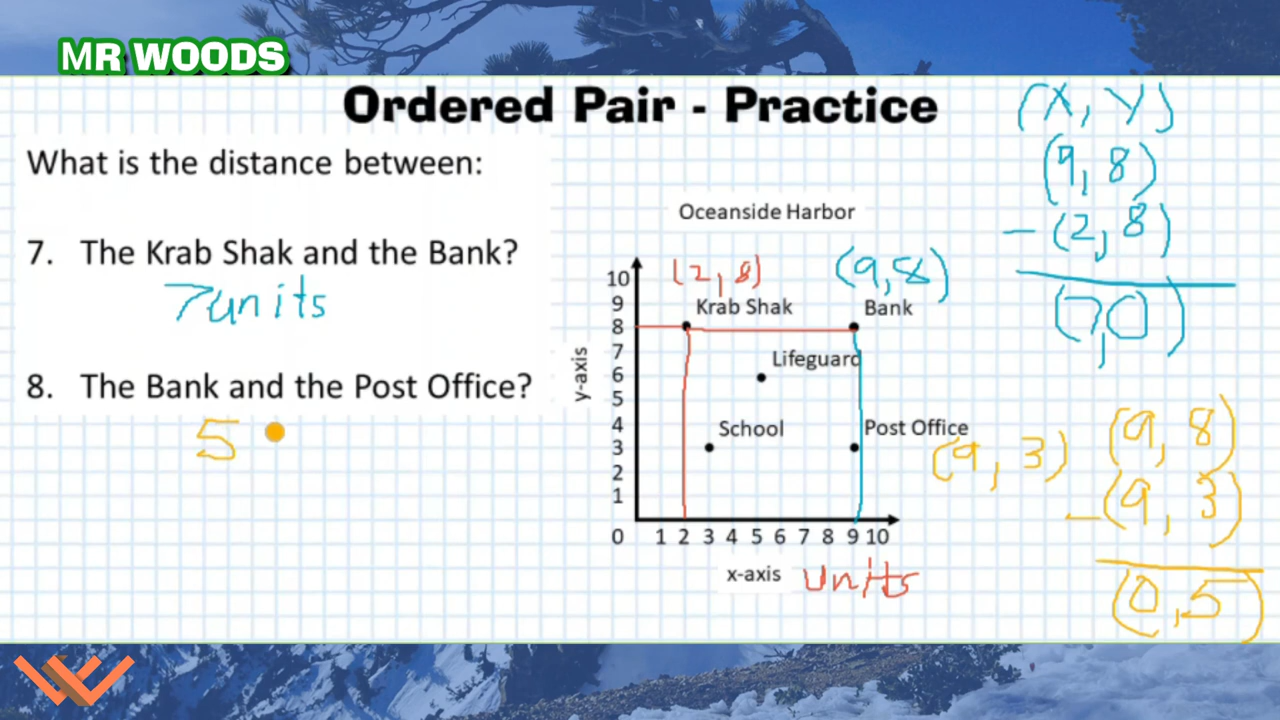 MR WOODS
Ordered Pair - Practice
What is the distance between:
7. The Krab Shak and the Bank?
7 units
8. The Bank and the Post Office?
5
Oceanside Harbor
(2, 8)
(9,8)
Krab Shak
Bank
Lifeguard
School
Post Office
(9, 3)
y-axis
10
9
8
7
6
5
4
3
2
1
0 1 2 3 4 5 6 7 8 9 10
x-axis
units
(X, Y)
(9, 8)
- (2, 8)
(7,0)
(9, 8)
-(9, 3)
(0,5)